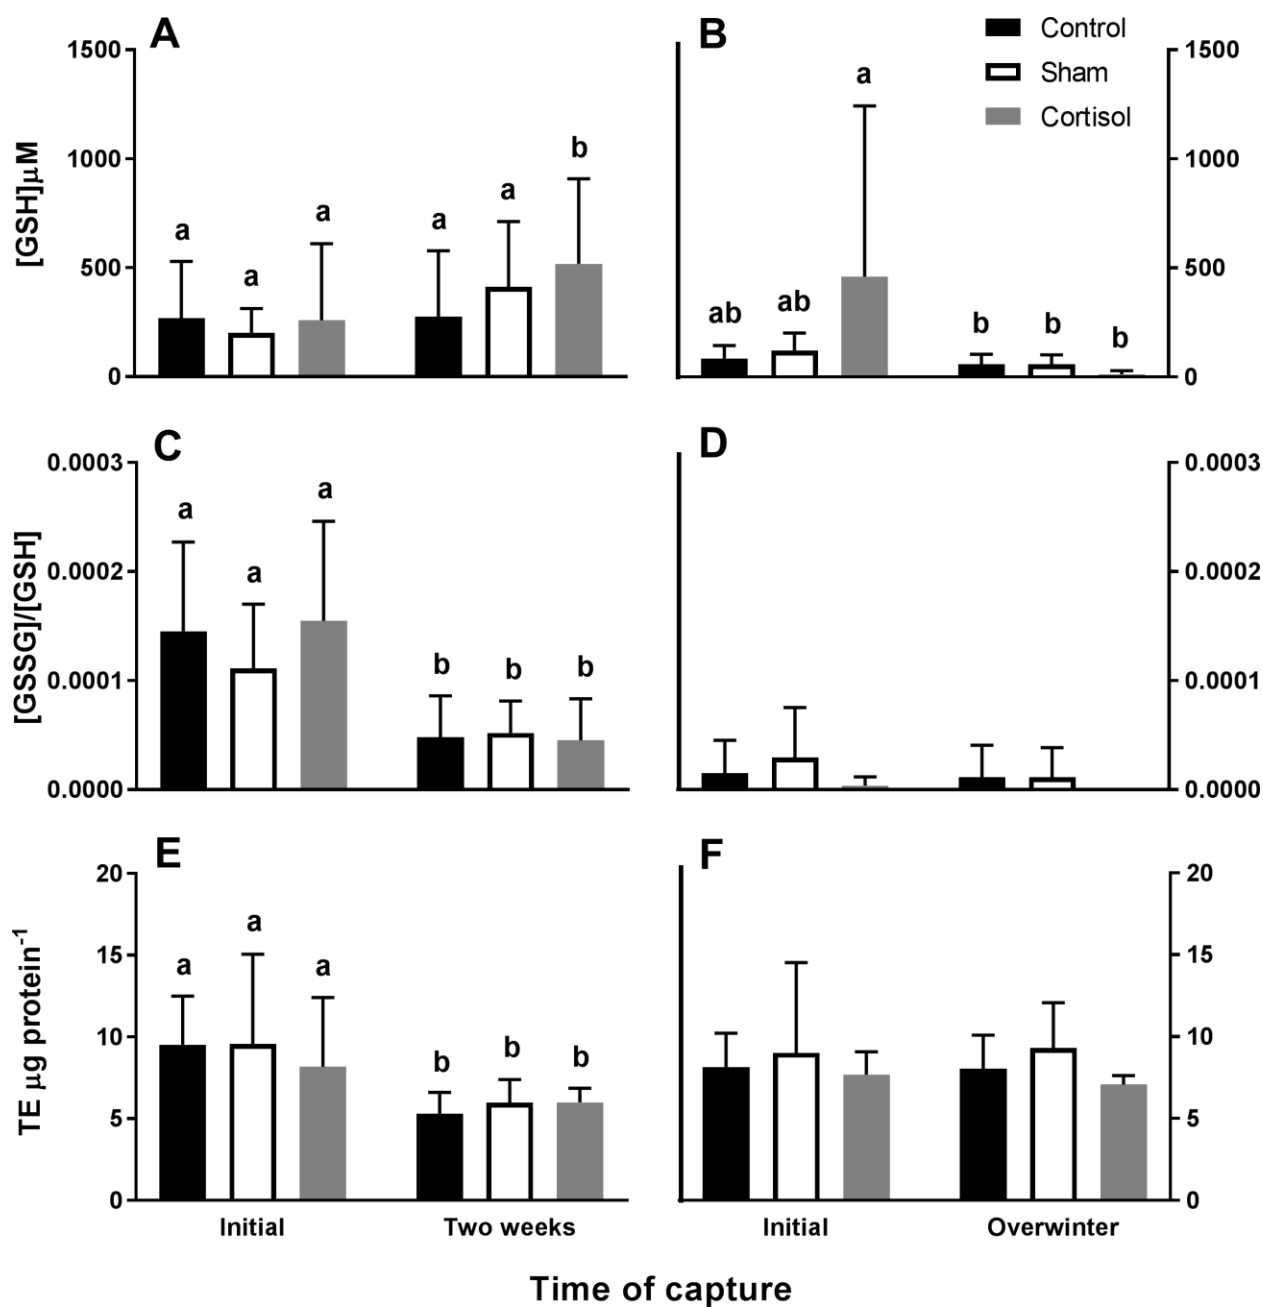 A
B
Control
Sham
Cortisol
[GSH]µM
1500
1000
500
0
a
a
a
a
a
b
ab
ab
a
b
b
b
1500
1000
500
0
C
D
[GSSG]/[GSH]
0.0003
0.0002
0.0001
0.0000
a
a
a
b
b
b
0.0003
0.0002
0.0001
0.0000
E
F
TE µg protein⁻¹
20
15
10
5
0
a
a
a
b
b
b
20
15
10
5
0
Initial
Two weeks
Initial
Overwinter
Time of capture